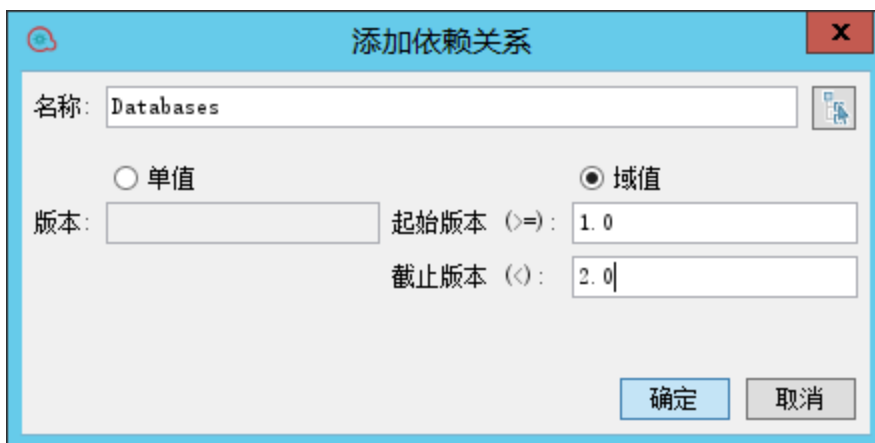 添加依赖关系
x
名称: Databases
单值 域值
版本: 起始版本 (>=): 1.0
截止版本 (<): 2.0
确定 取消